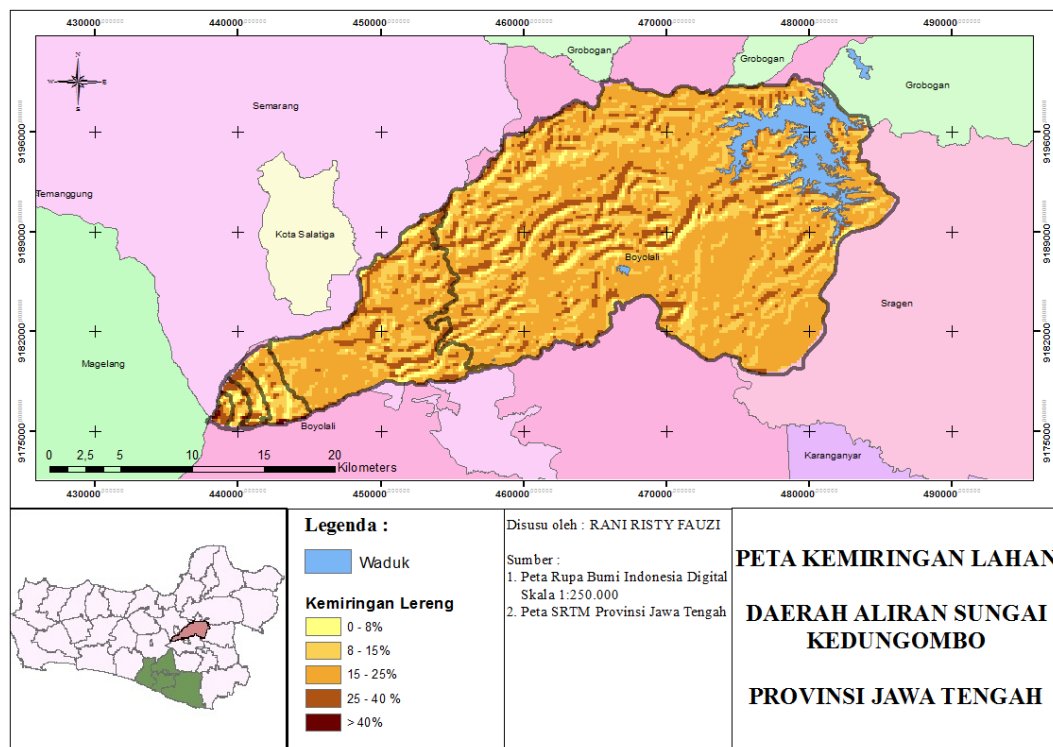 430000 440000 450000 460000 470000 480000 490000
Grobogan
Grobogan
Grobogan
Semarang
9196000 9196000
Temanggung
Kota Salatiga
9189000 9189000
Boyolali
Sragen
9182000 9182000
Magelang
Boyolali
9175000 9175000
Karanganyar
0 2,5 5 10 15 20
Kilometers
430000 440000 450000 460000 470000 480000 490000
N
W E
S
Legenda :
Waduk
Kemiringan Lereng
0 - 8%
8 - 15%
15 - 25%
25 - 40 %
> 40%
Disusu oleh : RANI RISTY FAUZI
Sumber :
1. Peta Rupa Bumi Indonesia Digital
Skala 1:250.000
2. Peta SRTM Provinsi Jawa Tengah
PETA KEMIRINGAN LAHAN
DAERAH ALIRAN SUNGAI
KEDUNGOMBO
PROVINSI JAWA TENGAH